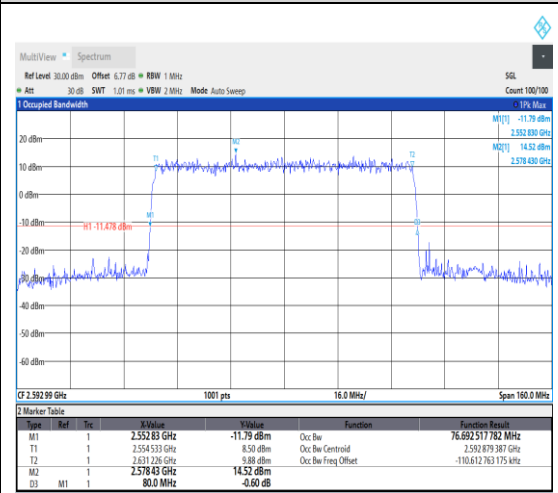 MultiView Spectrum
Ref Level 30.00 dBm Offset 6.77 dB RBW 1 MHz SGL
Att 30 dB SWT 1.01 ms VBW 2 MHz Mode Auto Sweep Count 100/100
1 Occupied Bandwidth 1Pk Max
M1[1] -11.79 dBm
2.552 830 GHz
M2[1] 14.52 dBm
2.578 430 GHz
20 dBm
M2
T1
T2
10 dBm
0 dBm
M1
-10 dBm
H1 -11.478 dBm
D3
-20 dBm
-30 dBm
-40 dBm
-50 dBm
-60 dBm
CF 2.592 99 GHz 1001 pts 16.0 MHz/ Span 160.0 MHz
2 Marker Table
Type Ref Trc X-Value Y-Value Function Function Result
M1 1 2.552 83 GHz -11.79 dBm Occ Bw 76.692 517 782 MHz
T1 1 2.554 533 GHz 8.50 dBm Occ Bw Centroid 2.592 879 387 GHz
T2 1 2.631 226 GHz 9.88 dBm Occ Bw Freq Offset -110.612 763 175 kHz
M2 1 2.578 43 GHz 14.52 dBm
D3 M1 1 80.0 MHz -0.60 dB